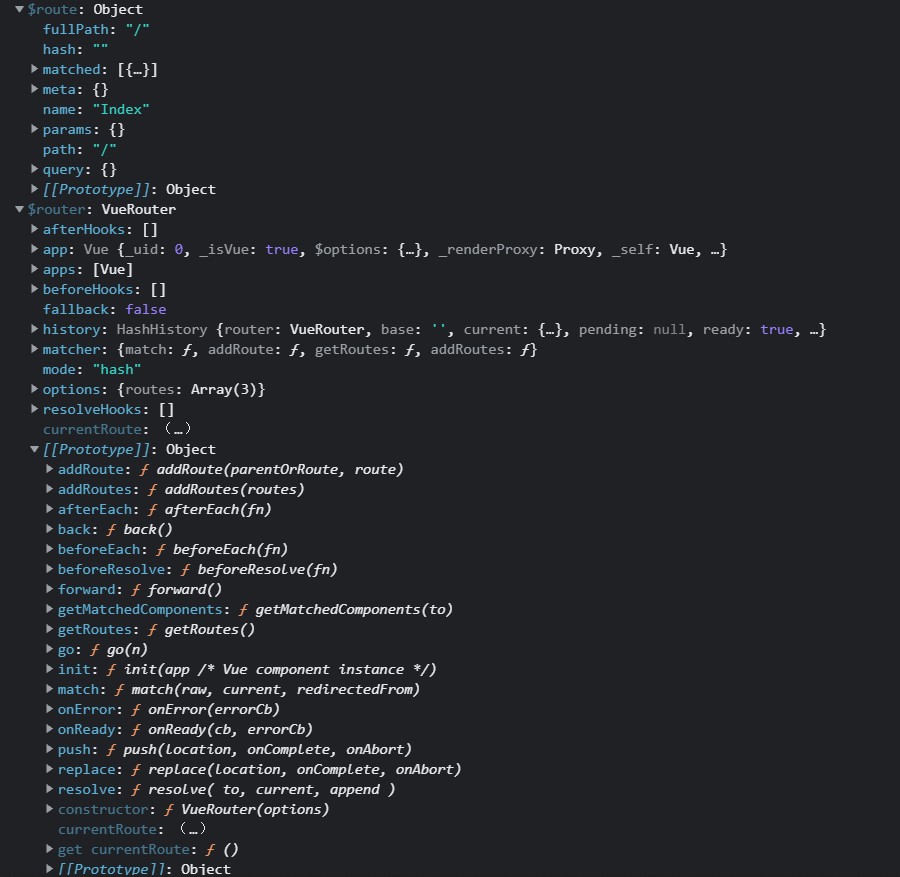 $route: Object
fullPath: "/"
hash: ""
matched: [{…}]
meta: {}
name: "Index"
params: {}
path: "/"
query: {}
[[Prototype]]: Object
$router: VueRouter
afterHooks: []
app: Vue {_uid: 0, _isVue: true, $options: {…}, _renderProxy: Proxy, _self: Vue, …}
apps: [Vue]
beforeHooks: []
fallback: false
history: HashHistory {router: VueRouter, base: '', current: {…}, pending: null, ready: true, …}
matcher: {match: ƒ, addRoute: ƒ, getRoutes: ƒ, addRoutes: ƒ}
mode: "hash"
options: {routes: Array(3)}
resolveHooks: []
currentRoute: (…)
[[Prototype]]: Object
addRoute: ƒ addRoute(parentOrRoute, route)
addRoutes: ƒ addRoutes(routes)
afterEach: ƒ afterEach(fn)
back: ƒ back()
beforeEach: ƒ beforeEach(fn)
beforeResolve: ƒ beforeResolve(fn)
forward: ƒ forward()
getMatchedComponents: ƒ getMatchedComponents(to)
getRoutes: ƒ getRoutes()
go: ƒ go(n)
init: ƒ init(app /* Vue component instance */)
match: ƒ match(raw, current, redirectedFrom)
onError: ƒ onError(errorCb)
onReady: ƒ onReady(cb, errorCb)
push: ƒ push(location, onComplete, onAbort)
replace: ƒ replace(location, onComplete, onAbort)
resolve: ƒ resolve( to, current, append )
constructor: ƒ VueRouter(options)
currentRoute: (…)
get currentRoute: ƒ ()
[[Prototype]]: Object